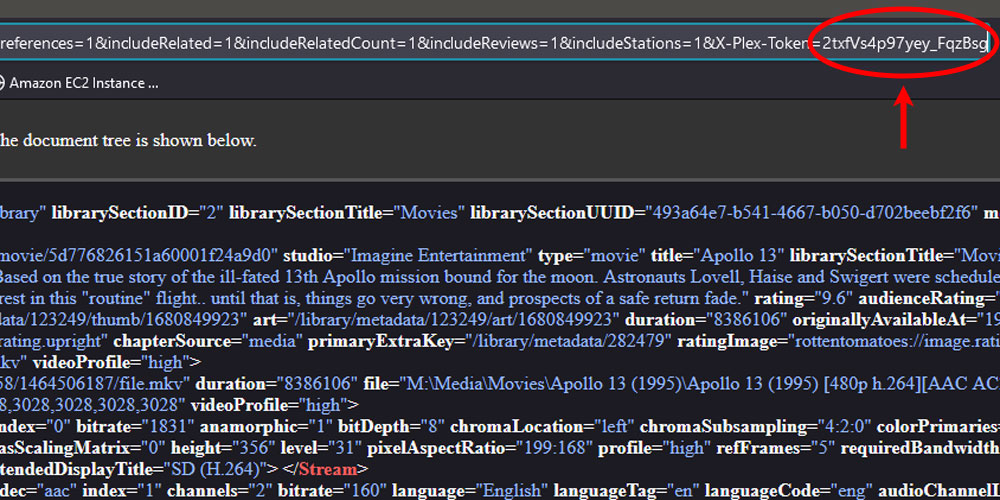 references=1&includeRelated=1&includeRelatedCount=1&includeReviews=1&includeStations=1&X-Plex-Token=2txfVs4p97yey_FqzBsg
Amazon EC2 Instance ...
he document tree is shown below.
ibrary" librarySectionID="2" librarySectionTitle="Movies" librarySectionUUID="493a64e7-b541-4667-b050-d702beebf2f6" m
movie/5d776826151a60001f24a9d0" studio="Imagine Entertainment" type="movie" title="Apollo 13" librarySectionTitle="Movi
Based on the true story of the ill-fated 13th Apollo mission bound for the moon. Astronauts Lovell, Haise and Swigert were schedule
rest in this "routine" flight.. until that is, things go very wrong, and prospects of a safe return fade." rating="9.6" audienceRating="
data/123249/thumb/1680849923" art="/library/metadata/123249/art/1680849923" duration="8386106" originallyAvailableAt="19
rating.upright" chapterSource="media" primaryExtraKey="/library/metadata/282479" ratingImage="rottentomatoes://image.rati
mkv" videoProfile="high">
58/1464506187/file.mkv" duration="8386106" file="M:\Media\Movies\Apollo 13 (1995)\Apollo 13 (1995) [480p h.264][AAC AC
8,3028,3028,3028,3028" videoProfile="high">
ndex="0" bitrate="1831" anamorphic="1" bitDepth="8" chromaLocation="left" chromaSubsampling="4:2:0" colorPrimaries=
asScalingMatrix="0" height="356" level="31" pixelAspectRatio="199:168" profile="high" refFrames="5" requiredBandwidth
tendedDisplayTitle="SD (H.264)"> </Stream>
dec="aac" index="1" channels="2" bitrate="160" language="English" languageTag="en" languageCode="eng" audioChannelI